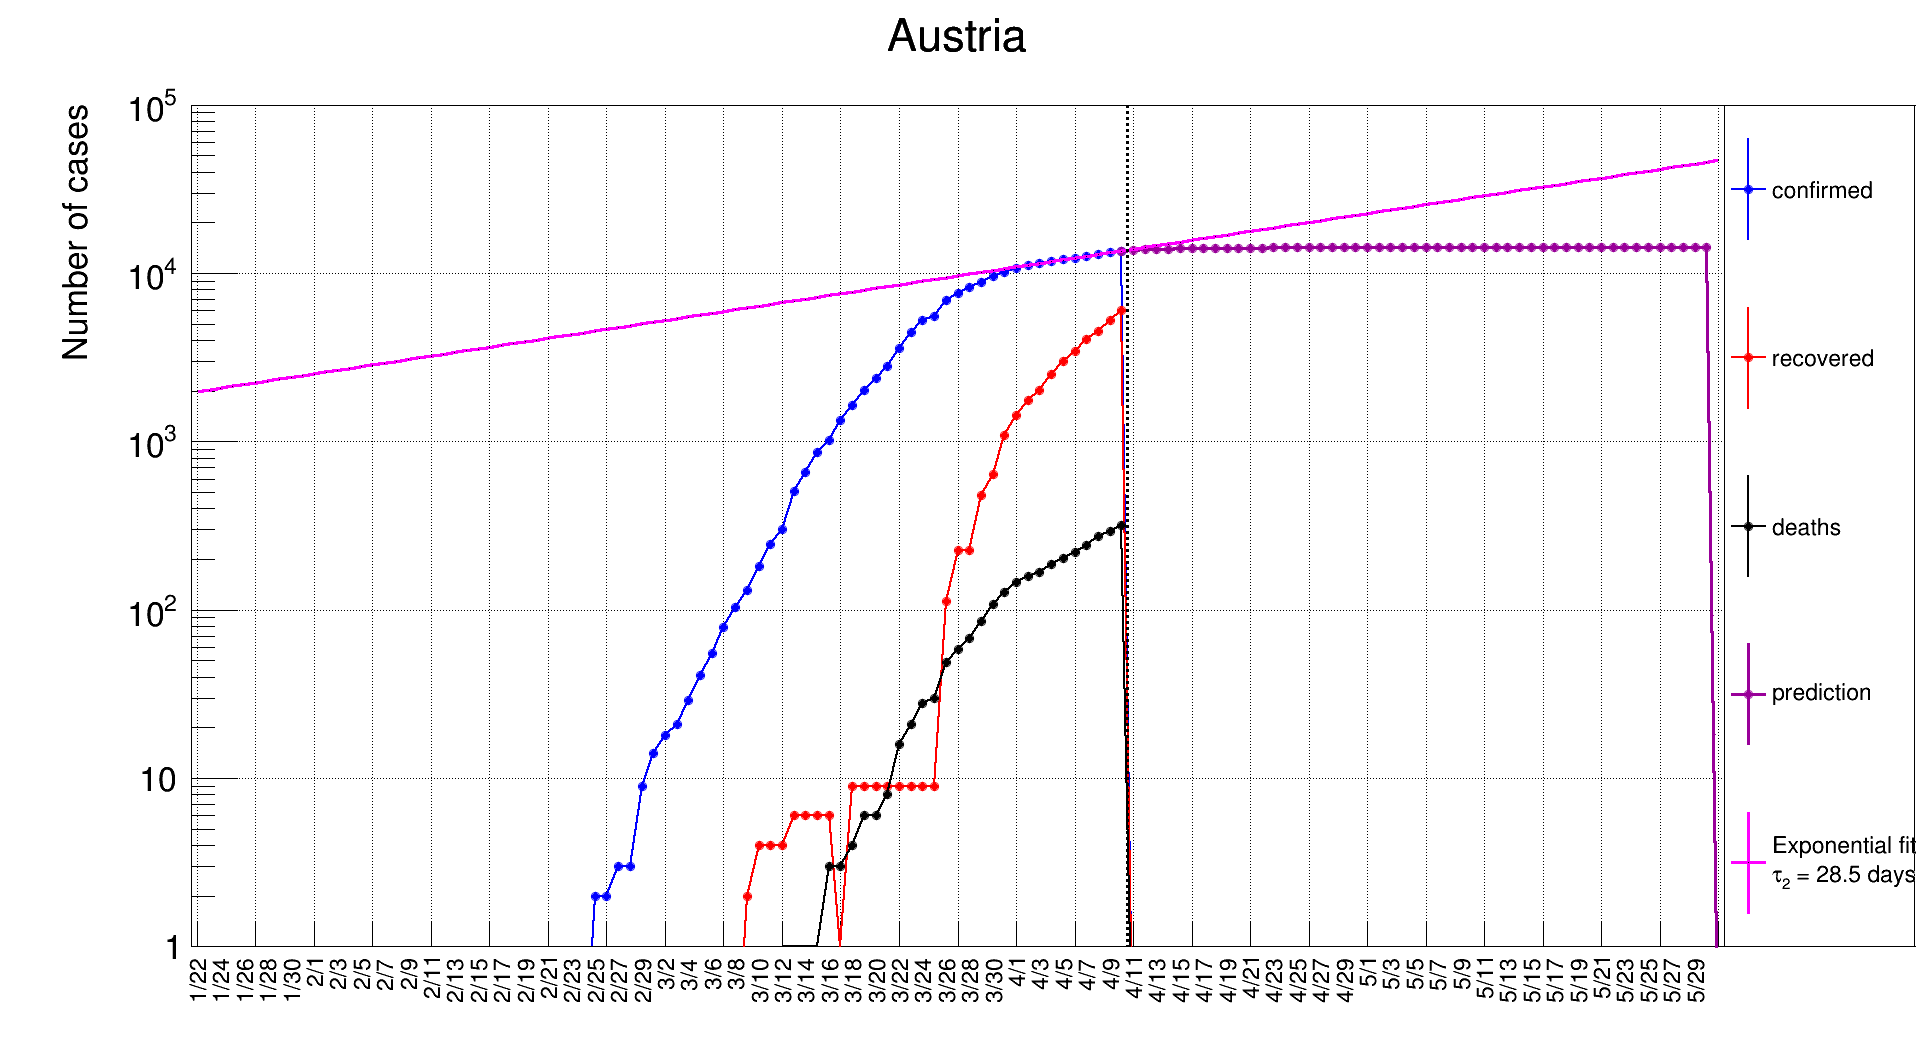 Austria
Number of cases
10^5
10^4
10^3
10^2
10
1
1/22 1/24 1/26 1/28 1/30 2/1 2/3 2/5 2/7 2/9 2/11 2/13 2/15 2/17 2/19 2/21 2/23 2/25 2/27 2/29 3/2 3/4 3/6 3/8 3/10 3/12 3/14 3/16 3/18 3/20 3/22 3/24 3/26 3/28 3/30 4/1 4/3 4/5 4/7 4/9 4/11 4/13 4/15 4/17 4/19 4/21 4/23 4/25 4/27 4/29 5/1 5/3 5/5 5/7 5/9 5/11 5/13 5/15 5/17 5/19 5/21 5/23 5/25 5/27 5/29
confirmed
recovered
deaths
prediction
Exponential fit
τ₂ = 28.5 days